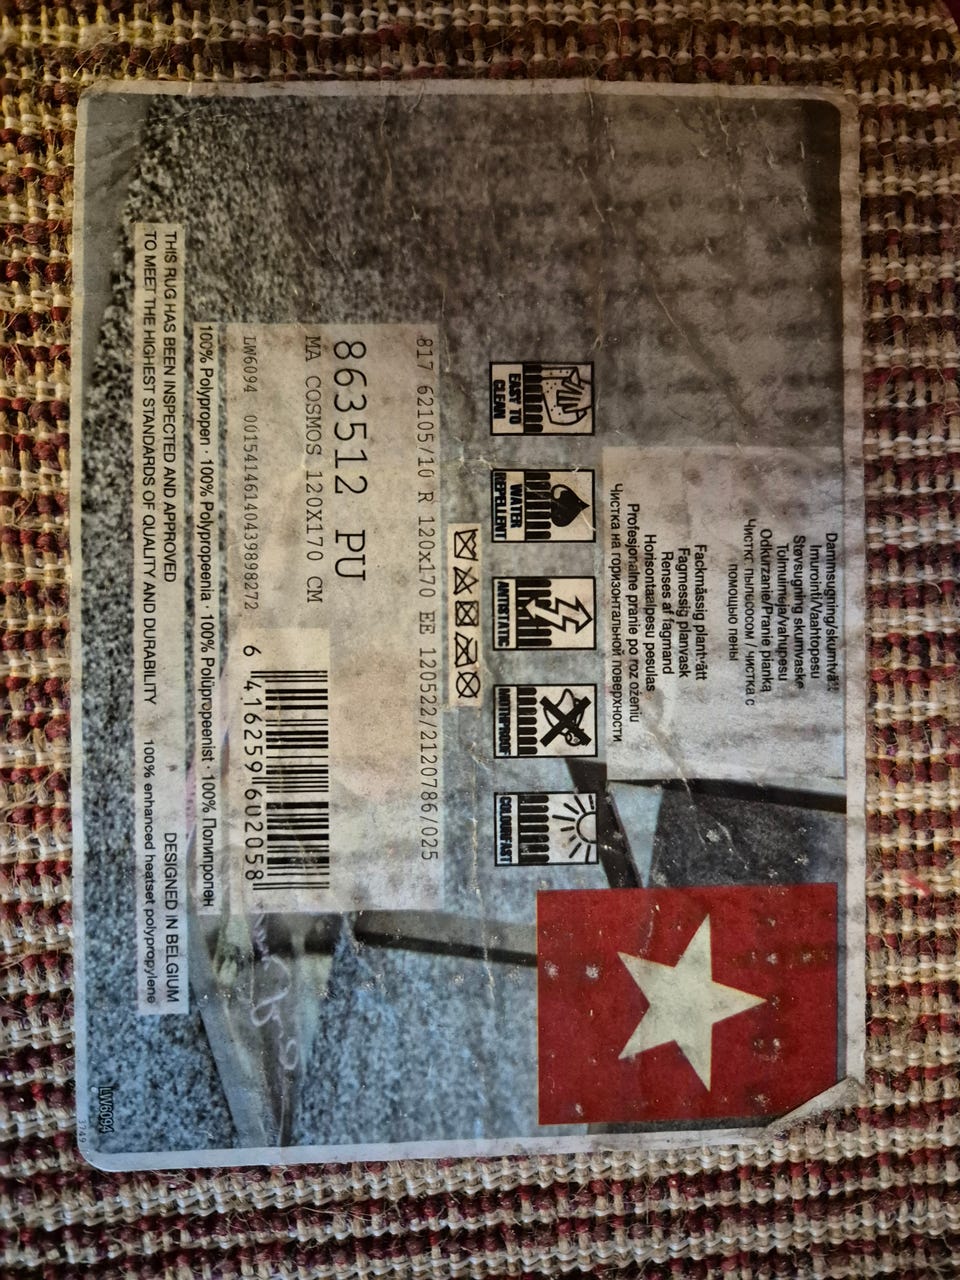 Dammsugning/skumtvätt
Imurointi/Vaahtopesu
Støvsugning skumvaske
Tolmuimeja/vahupesu
Odkurzanie/Pranie pianką
Чистка пылесосом / чистка с
помощью пены
Fackmässig plantvätt
Fagmessig planvask
Renses af fagmand
Horisontaalpesu pesulas
Profesjonalne pranie po roz ożeniu
Чистка на горизонтальной поверхности
EASY TO
CLEAN
WATER
REPELLENT
ANTISTATIC
MOTHPROOF
COLOURFAST
817 62105/10 R 120x170 EE 120522/2120786/025
863512 PU
MA COSMOS 120X170 CM
LW6094 00154146140439898272
6 416259 602058
100% Polypropen · 100% Polypropeenia · 100% Polüpropeenist · 100% Полипропен
THIS RUG HAS BEEN INSPECTED AND APPROVED DESIGNED IN BELGIUM
TO MEET THE HIGHEST STANDARDS OF QUALITY AND DURABILITY 100% enhanced heatset polypropylene
LW6094